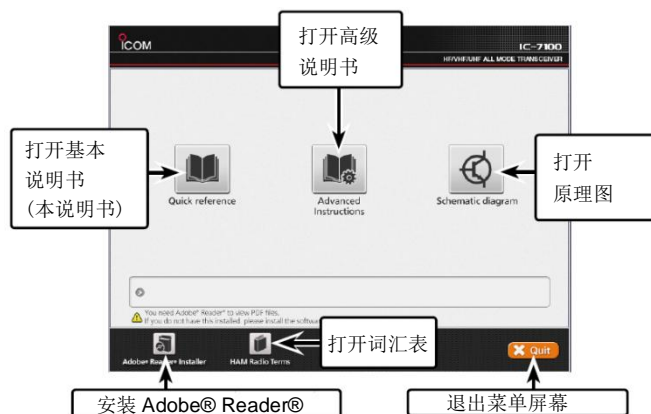 ICOM
打开高级
说明书
IC-7100
HF/VHF/UHF ALL MODE TRANSCEIVER
打开基本
说明书
(本说明书)
打开
原理图
Quick reference
Advanced
Instructions
Schematic diagram
You need Adobe® Reader® to view PDF files.
If you do not have this installed, please install the softwa
打开词汇表
Quit
Adobe® Reader® Installer
HAM Radio Terms
安装 Adobe® Reader®
退出菜单屏幕